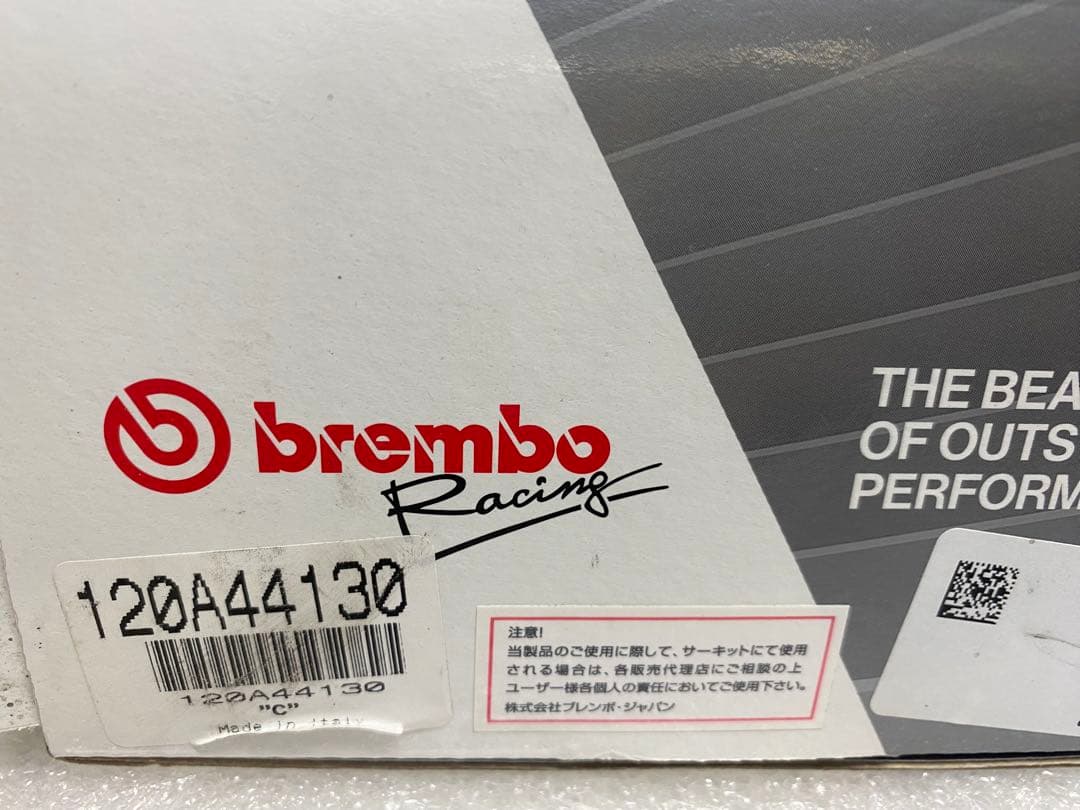 brembo
Racing
THE BEA
OF OUTS
PERFORM
120A44130
120A44130
"C"
Made in italy
注意!
当製品のご使用に際して、サーキットにて使用
される場合は、各販売代理店にご相談の上
ユーザー様各個人の責任においてご使用下さい。
株式会社ブレンボ・ジャパン